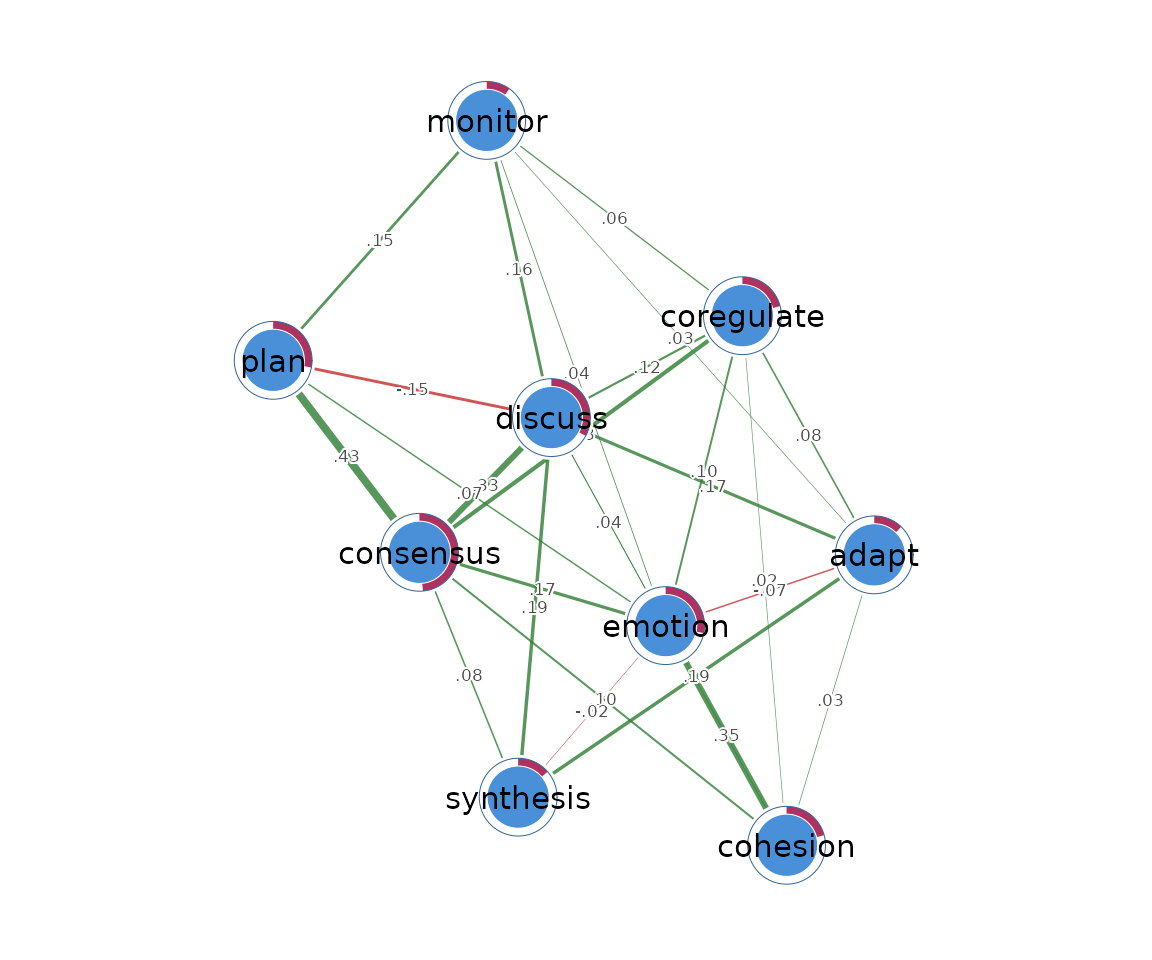 monitor
.06
.15
.16
coregulate
.03
plan
.12
.04
-.15
discuss
.08
.43
.10
.17
.33
.07
.04
consensus
adapt
.02
-.07
.17
.19
emotion
.08
.19
.10
-.02
.03
.35
synthesis
cohesion